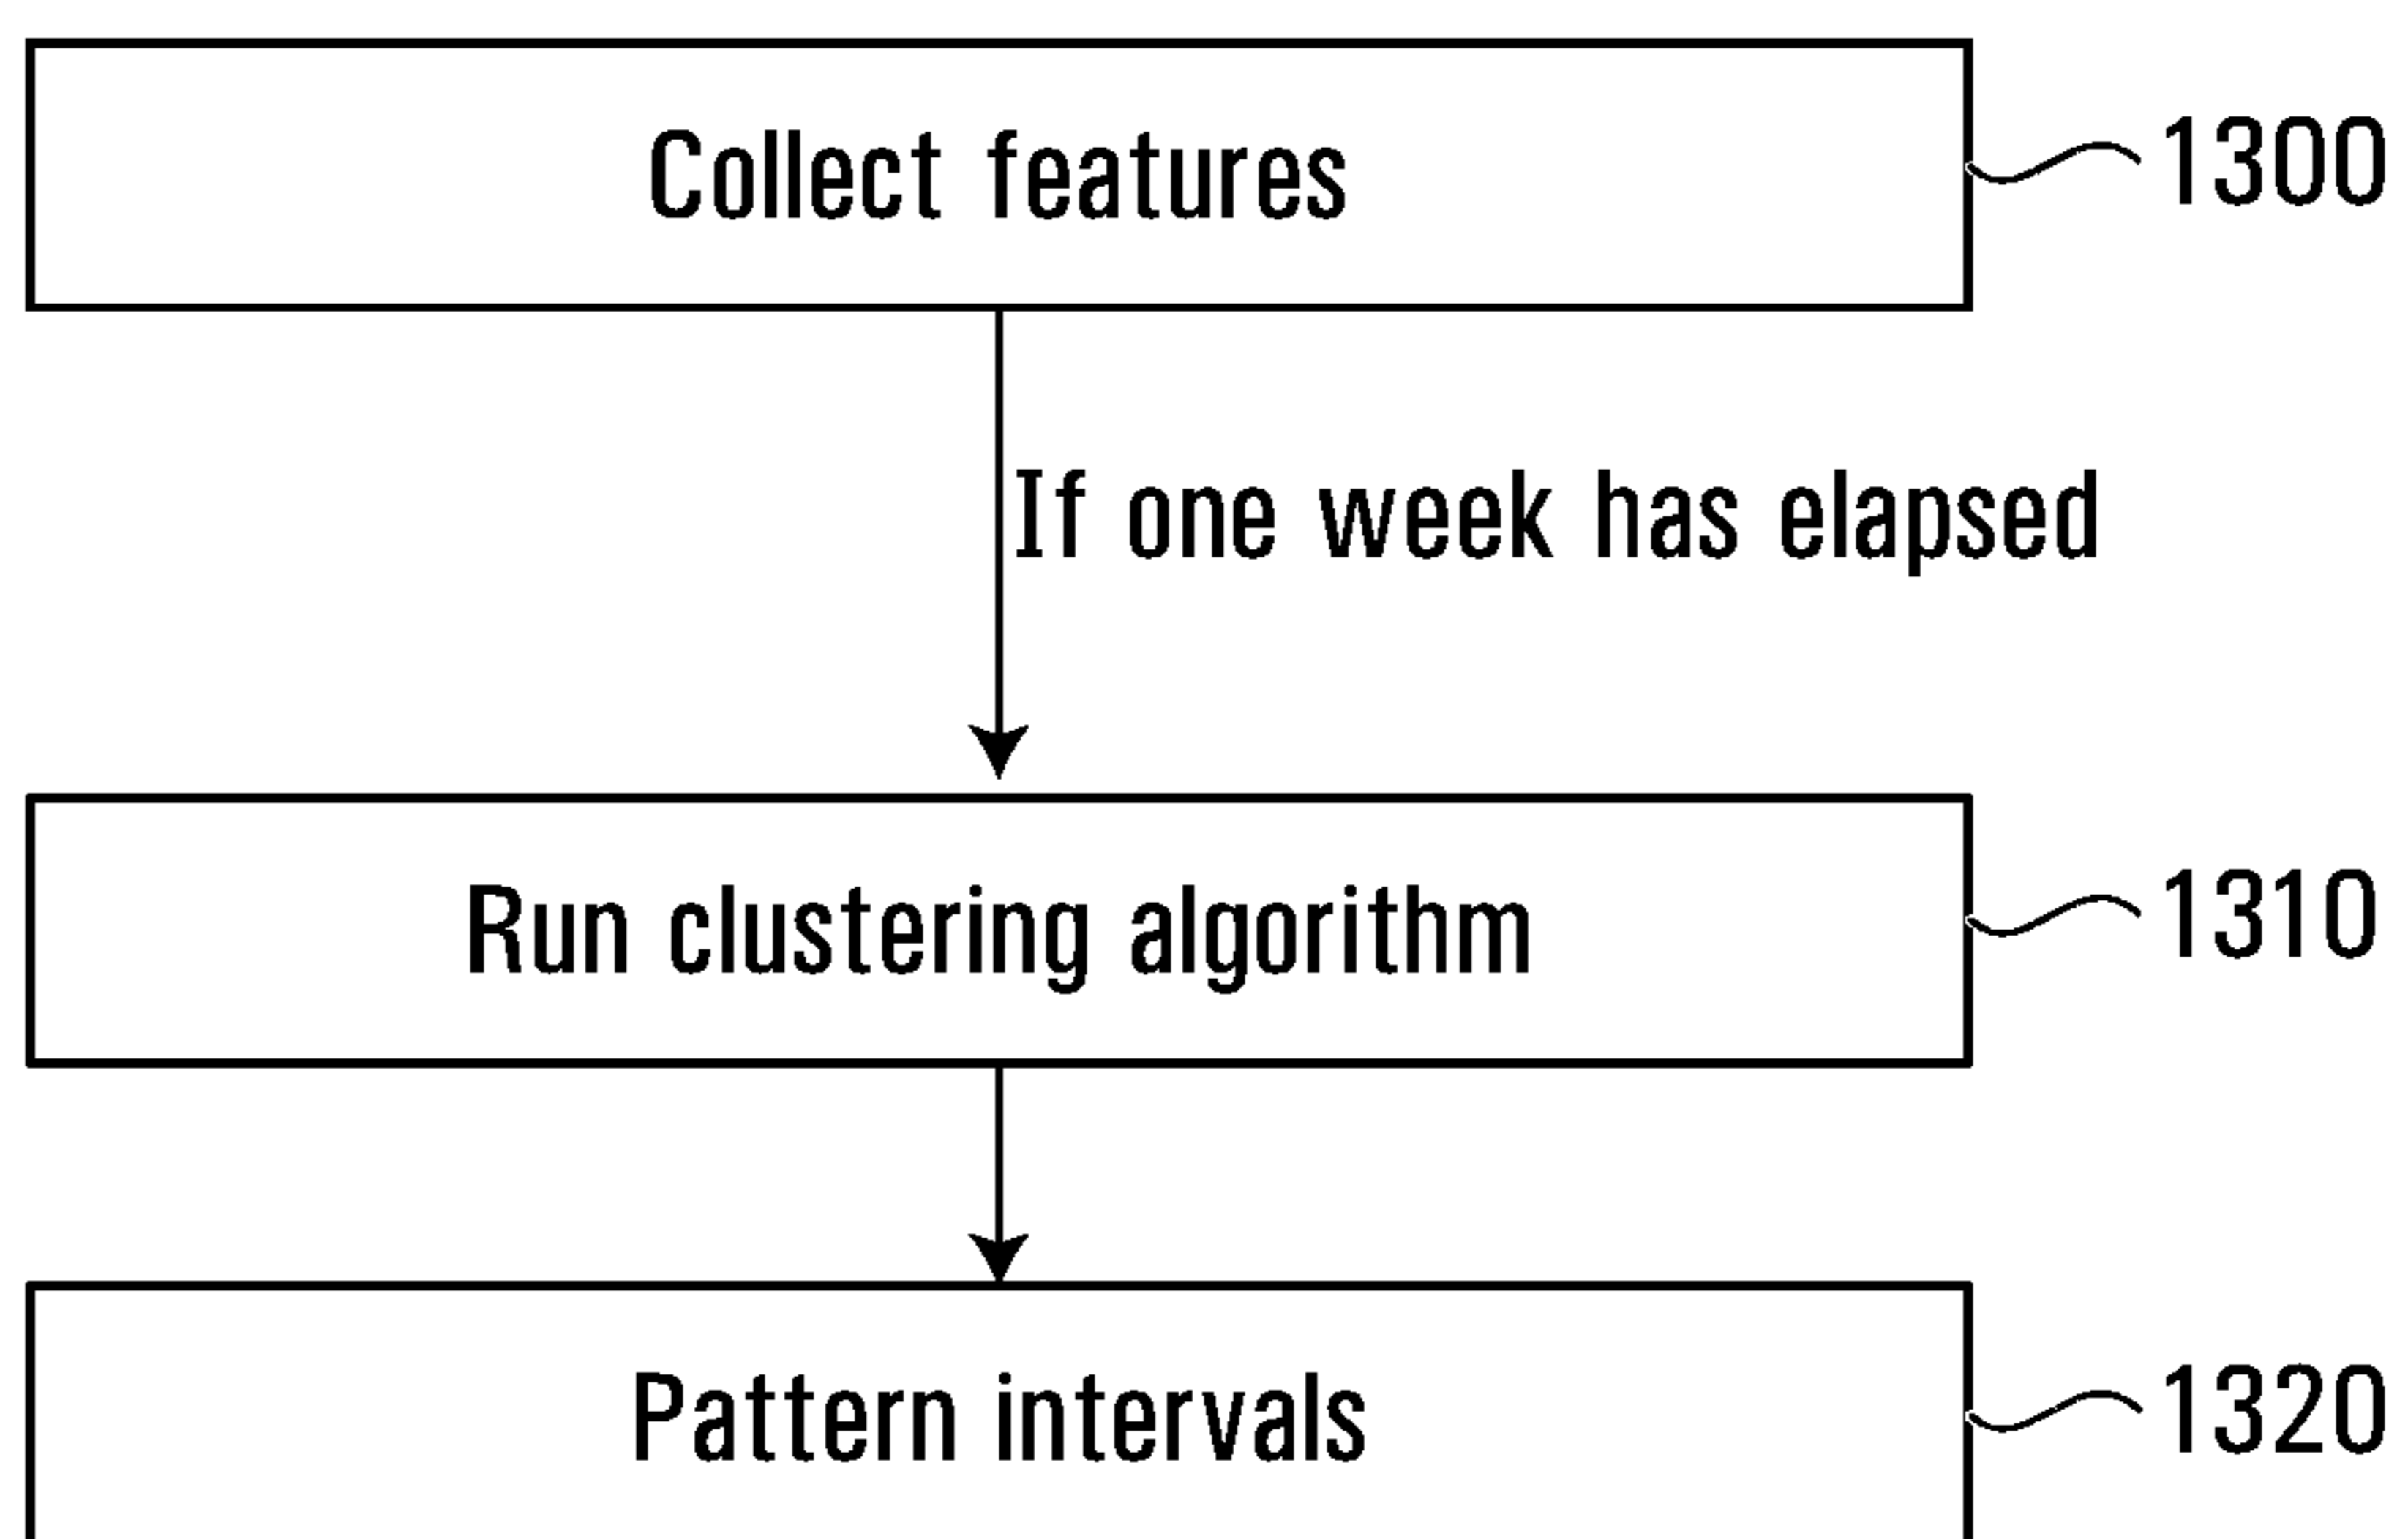 Collect features
1300
If one week has elapsed
Run clustering algorithm
1310
Pattern intervals
1320